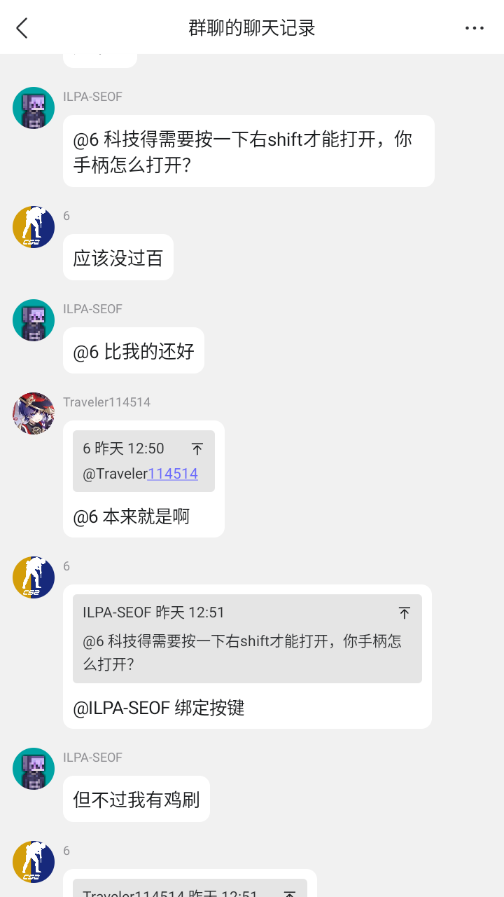 群聊的聊天记录
ILPA-SEOF
@6 科技得需要按一下右shift才能打开，你
手柄怎么打开？
6
应该没过百
ILPA-SEOF
@6 比我的还好
Traveler114514
6 昨天 12:50
@Traveler114514
@6 本来就是啊
6
ILPA-SEOF 昨天 12:51
@6 科技得需要按一下右shift才能打开，你手柄怎
么打开？
@ILPA-SEOF 绑定按键
ILPA-SEOF
但不过我有鸡刷
6
Traveler114514 昨天 12:51